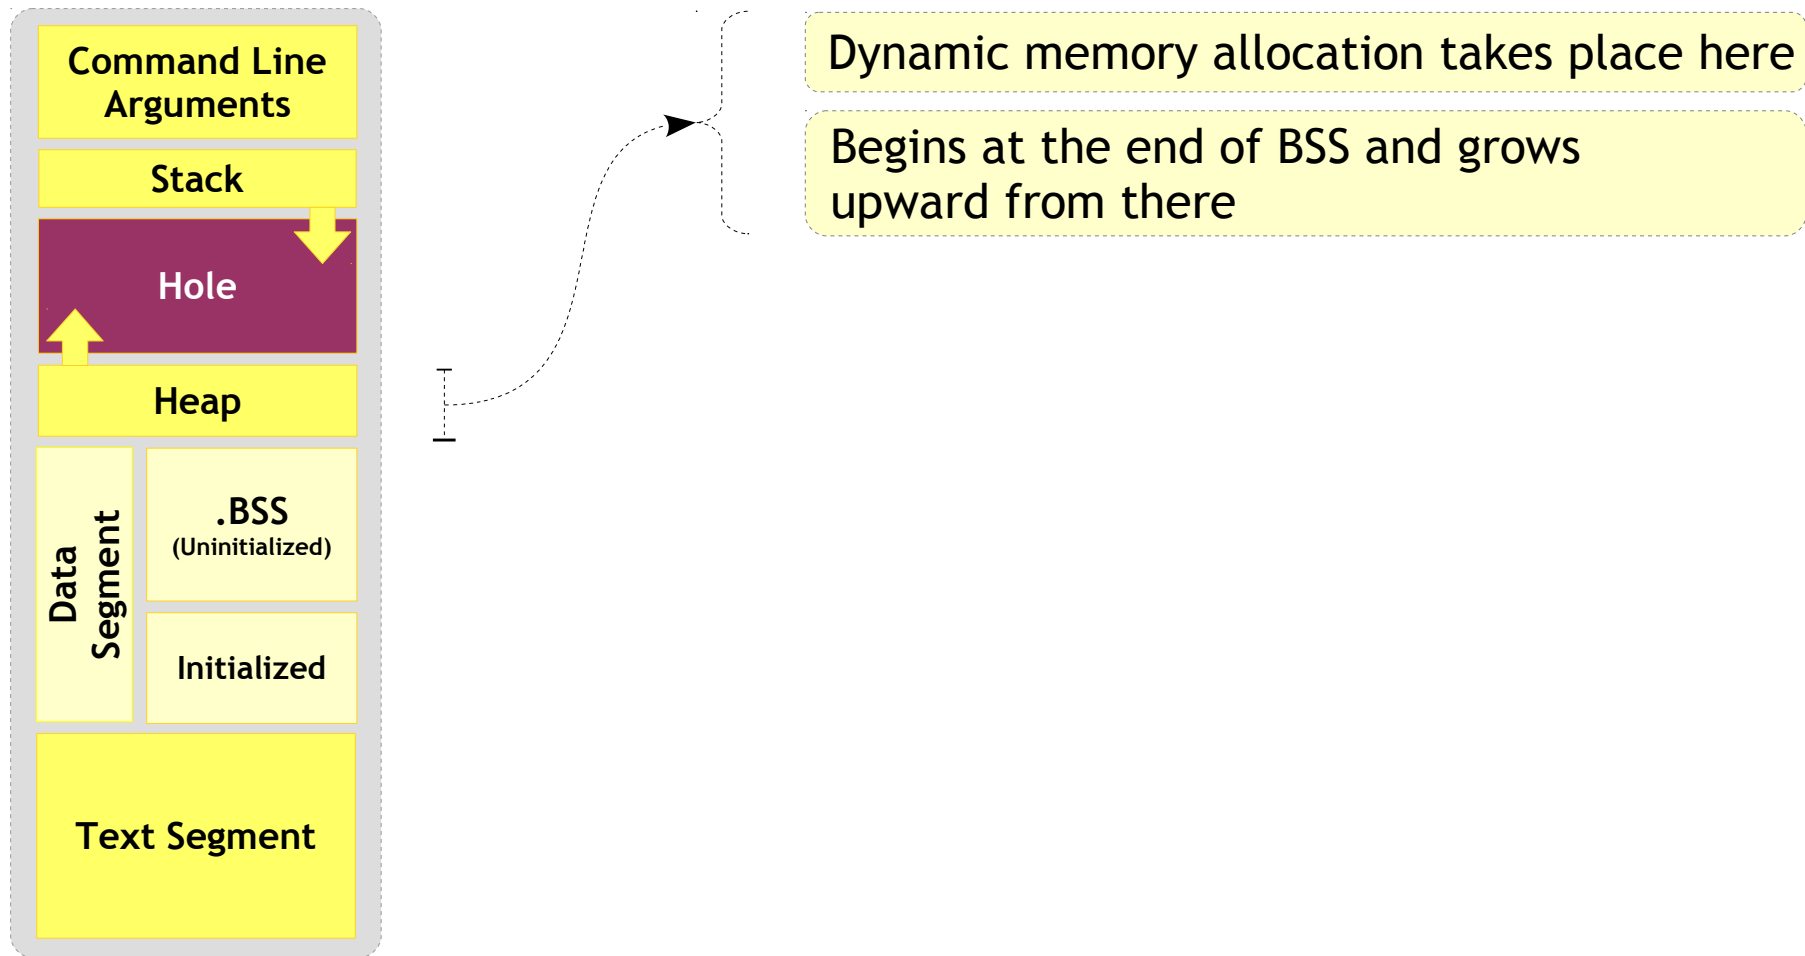 Command Line
Arguments
Stack
Hole
Heap
Data
Segment
.BSS
(Uninitialized)
Initialized
Text Segment
Dynamic memory allocation takes place here
Begins at the end of BSS and grows
upward from there